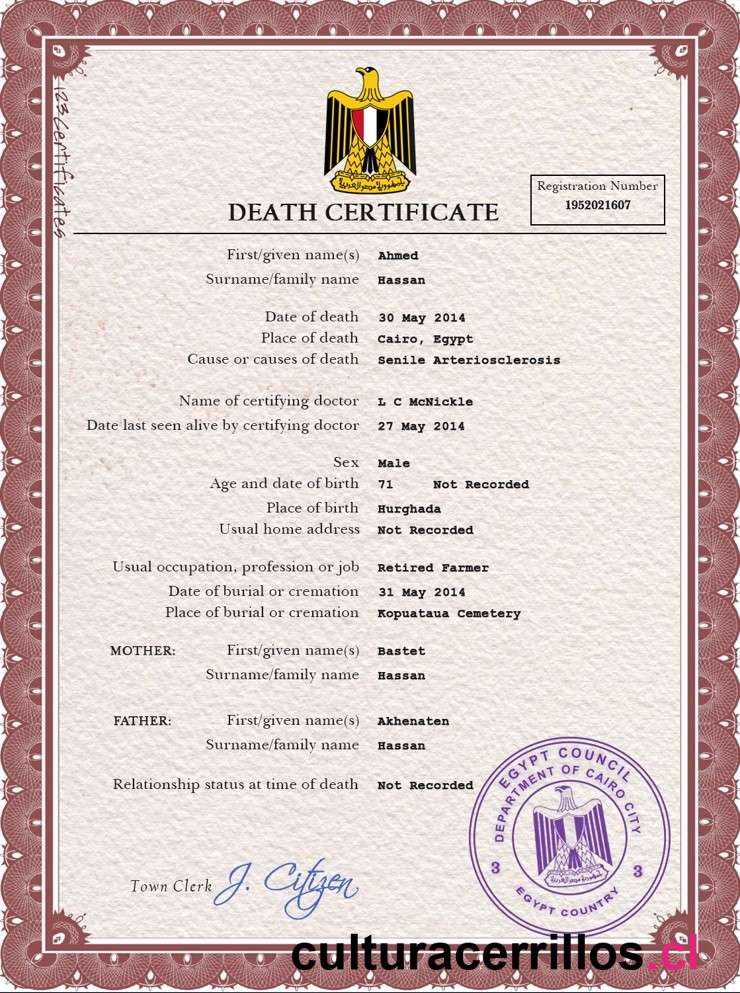 123Certificates
جمهورية مصر العربية
DEATH CERTIFICATE
Registration Number
1952021607
First/given name(s) Ahmed
Surname/family name Hassan
Date of death 30 May 2014
Place of death Cairo, Egypt
Cause or causes of death Senile Arteriosclerosis
Name of certifying doctor L C McNickle
Date last seen alive by certifying doctor 27 May 2014
Sex Male
Age and date of birth 71 Not Recorded
Place of birth Hurghada
Usual home address Not Recorded
Usual occupation, profession or job Retired Farmer
Date of burial or cremation 31 May 2014
Place of burial or cremation Kopuataua Cemetery
MOTHER: First/given name(s) Bastet
Surname/family name Hassan
FATHER: First/given name(s) Akhenaten
Surname/family name Hassan
Relationship status at time of death Not Recorded
EGYPT COUNCIL
DEPARTMENT OF CAIRO CITY
جمهورية مصر العربية
3 3
EGYPT COUNTRY
Town Clerk J. Citizen
culturacerrillos.cl